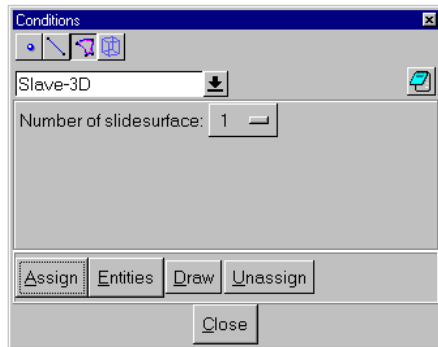 Conditions
Slave-3D
Number of slidesurface: 1
Assign Entities Draw Unassign
Close